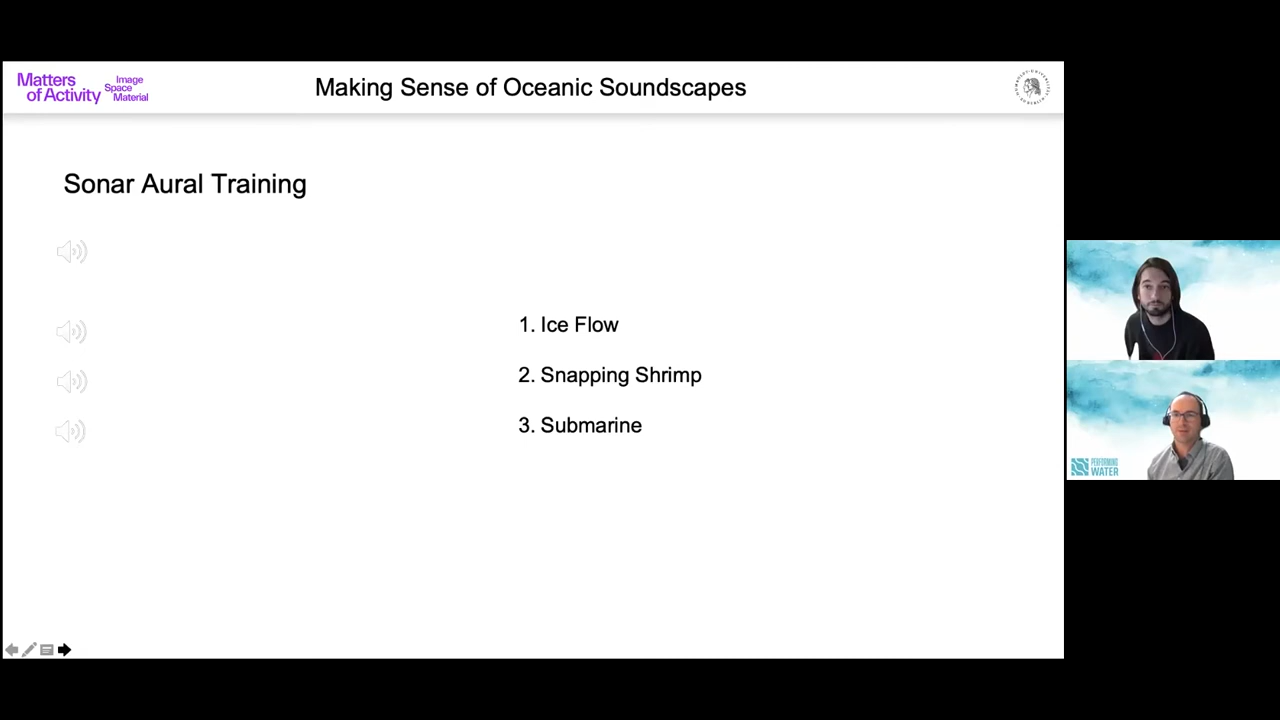 Matters
of Activity
Image
Space
Material
Making Sense of Oceanic Soundscapes
Sonar Aural Training
1. Ice Flow
2. Snapping Shrimp
3. Submarine
PERFORMING
WATER